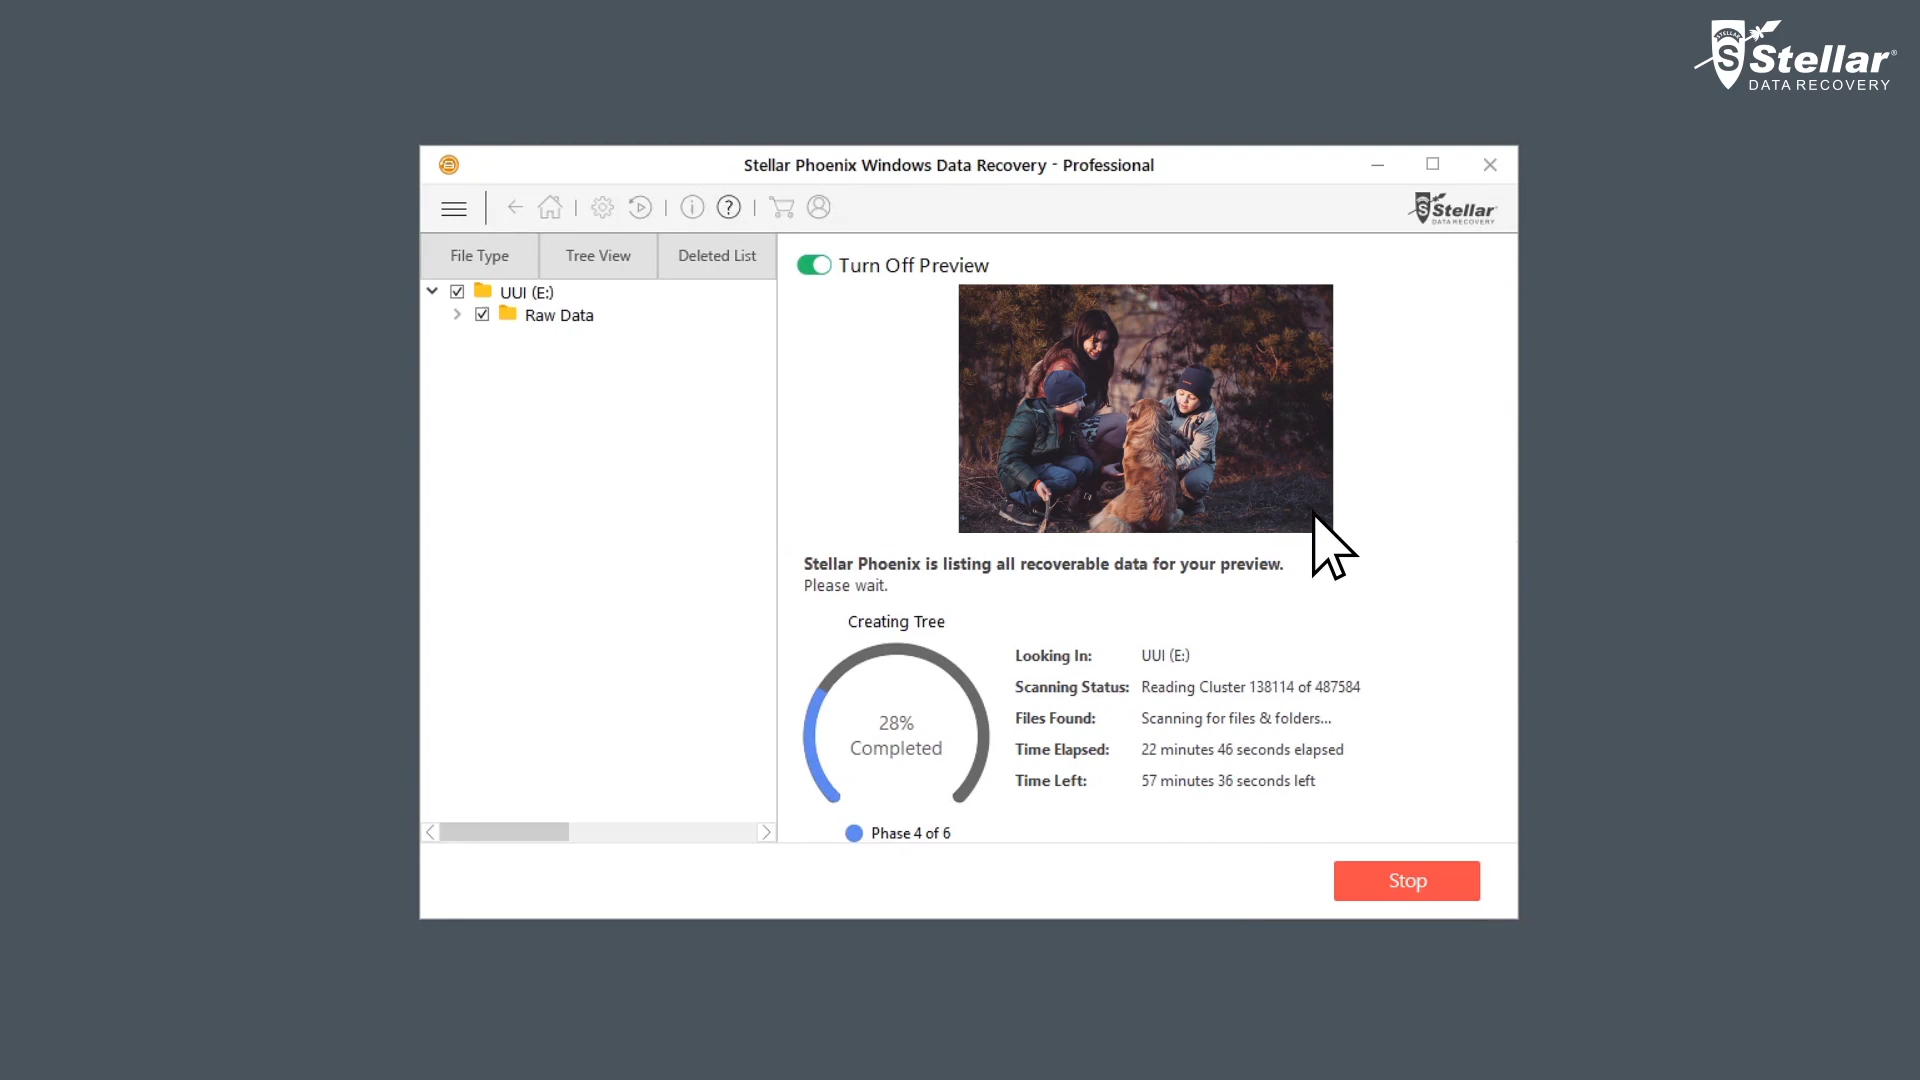 STELLAR
S
Stellar®
DATA RECOVERY
Stellar Phoenix Windows Data Recovery - Professional
S
Stellar
DATA RECOVERY
File Type
Tree View
Deleted List
UUI (E:)
Raw Data
Turn Off Preview
Stellar Phoenix is listing all recoverable data for your preview.
Please wait.
Creating Tree
28%
Completed
Phase 4 of 6
Looking In: UUI (E:)
Scanning Status: Reading Cluster 138114 of 487584
Files Found: Scanning for files & folders...
Time Elapsed: 22 minutes 46 seconds elapsed
Time Left: 57 minutes 36 seconds left
Stop